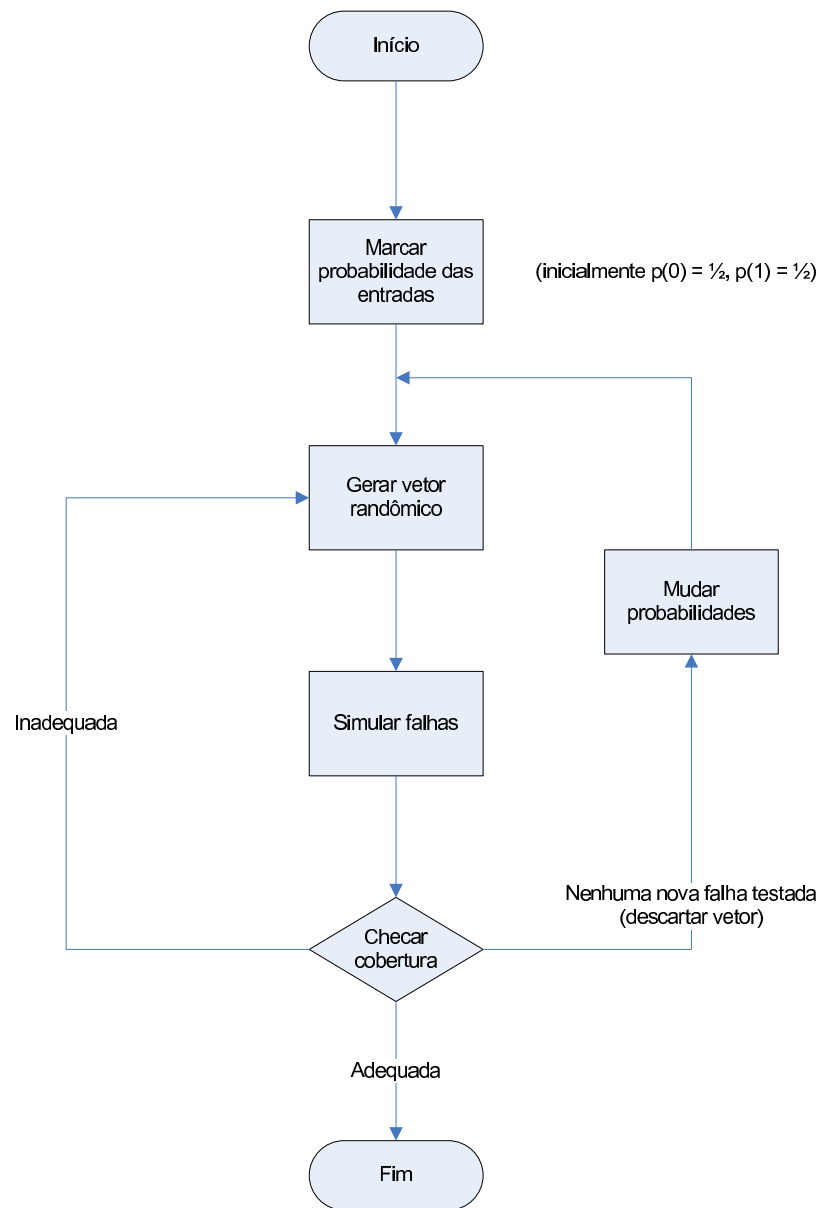 Início
Marcar
probabilidade das
entradas
(inicialmente p(0) = ½, p(1) = ½)
Gerar vetor
randômico
Mudar
probabilidades
Inadequada
Simular falhas
Nenhuma nova falha testada
(descartar vetor)
Checar
cobertura
Adequada
Fim